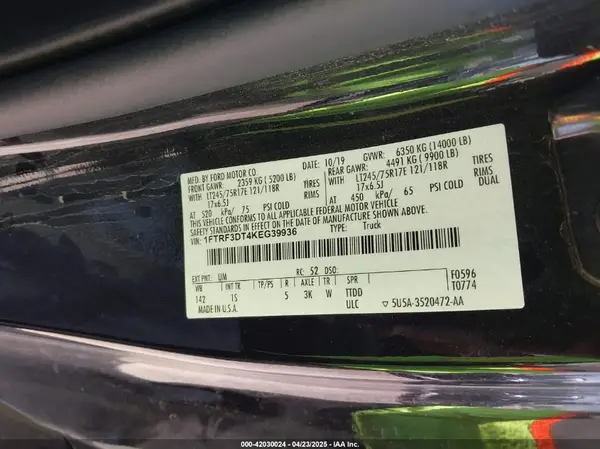 MFD. BY FORD MOTOR CO. 10/19 GVWR: 6350 KG (14000 LB)
FRONT GAWR: 2359 KG (5200 LB) REAR GAWR: 4491 KG (9900 LB)
WITH LT245/75R17E 121/118R TIRES WITH LT245/75R17E 121/118R TIRES
17x6.5J RIMS 17x6.5J RIMS
AT 520 kPa/ 75 PSI COLD AT 450 kPa/ 65 PSI COLD
THIS VEHICLE CONFORMS TO ALL APPLICABLE FEDERAL MOTOR VEHICLE
SAFETY STANDARDS IN EFFECT ON THE DATE OF MANUFACTURE SHOWN ABOVE.
VIN: 1FTRF3DT4KEG39936 TYPE: Truck
EXT PNT: UM RC: 52 DSO:
WB INT TR TP/PS R AXLE TR SPR F0596
142 1S 5 3K W TTDD T0774
MADE IN U.S.A. ULC 5USA-3520472-AA
000-42030024 - 04/23/2025 - IAA Inc.